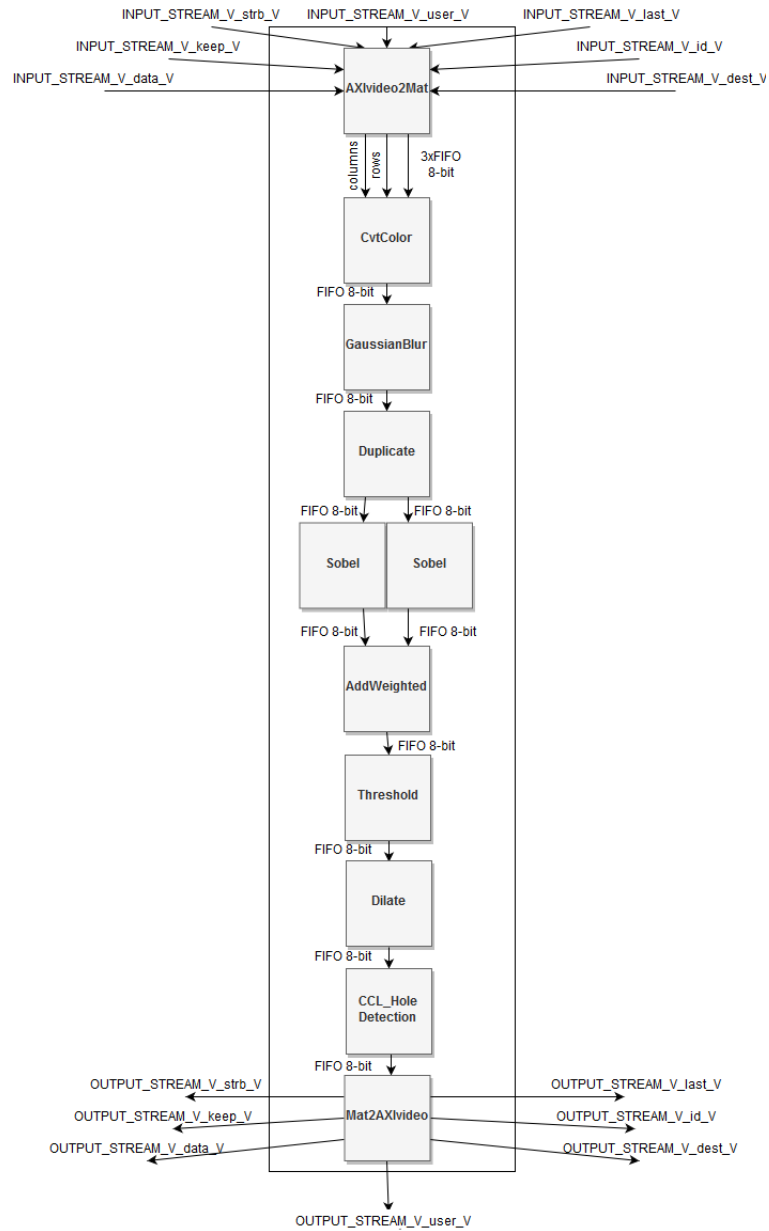 INPUT_STREAM_V_strb_V
INPUT_STREAM_V_user_V
INPUT_STREAM_V_last_V
INPUT_STREAM_V_keep_V
INPUT_STREAM_V_id_V
INPUT_STREAM_V_data_V
INPUT_STREAM_V_dest_V
AXIvideo2Mat
columns
rows
3xFIFO
8-bit
CvtColor
FIFO 8-bit
GaussianBlur
FIFO 8-bit
Duplicate
FIFO 8-bit
FIFO 8-bit
Sobel
Sobel
FIFO 8-bit
FIFO 8-bit
AddWeighted
FIFO 8-bit
Threshold
FIFO 8-bit
Dilate
FIFO 8-bit
CCL_Hole
Detection
FIFO 8-bit
Mat2AXIvideo
OUTPUT_STREAM_V_strb_V
OUTPUT_STREAM_V_last_V
OUTPUT_STREAM_V_keep_V
OUTPUT_STREAM_V_id_V
OUTPUT_STREAM_V_data_V
OUTPUT_STREAM_V_dest_V
OUTPUT_STREAM_V_user_V